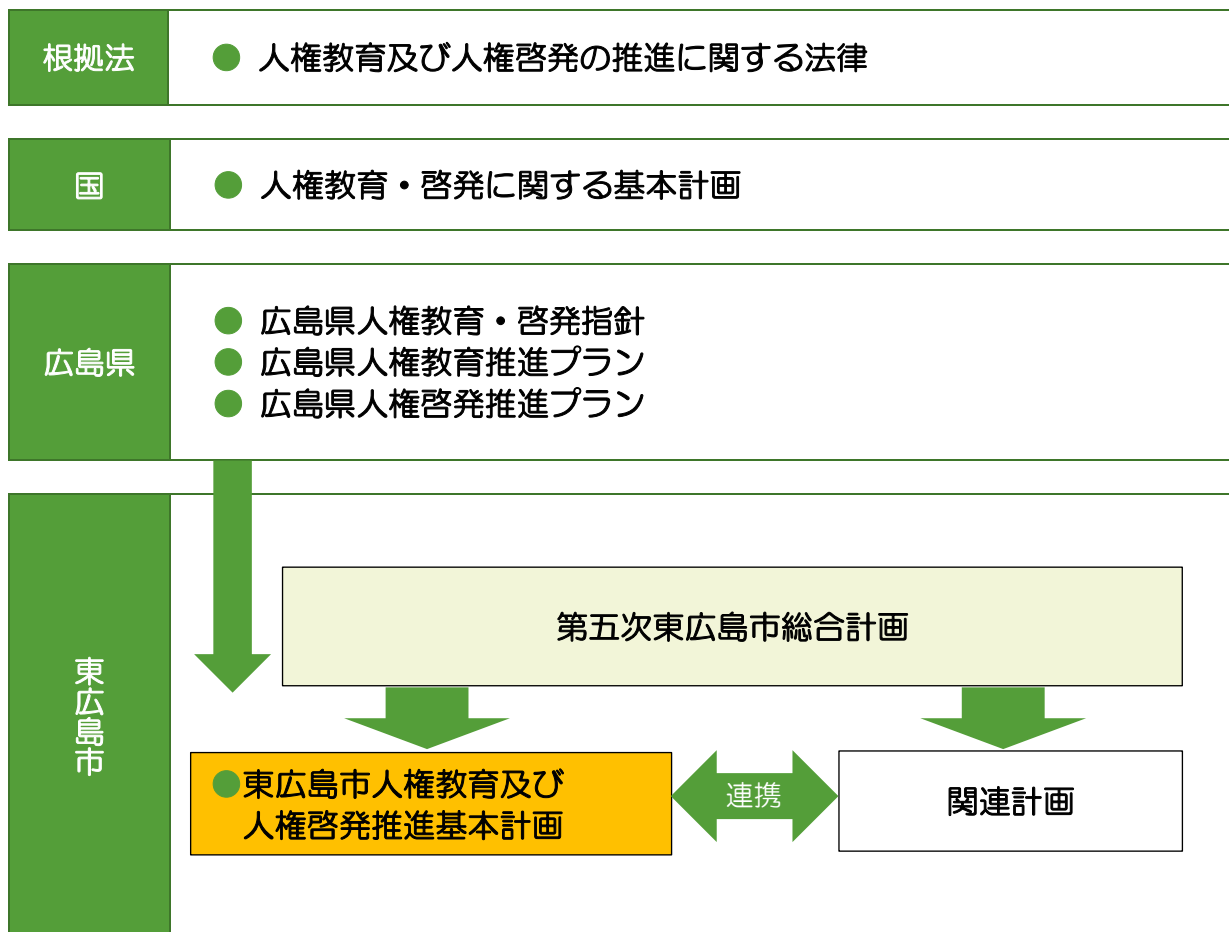 根拠法
● 人権教育及び人権啓発の推進に関する法律
国
● 人権教育・啓発に関する基本計画
広島県
● 広島県人権教育・啓発指針
● 広島県人権教育推進プラン
● 広島県人権啓発推進プラン
東広島市
第五次東広島市総合計画
●東広島市人権教育及び
人権啓発推進基本計画
連携
関連計画